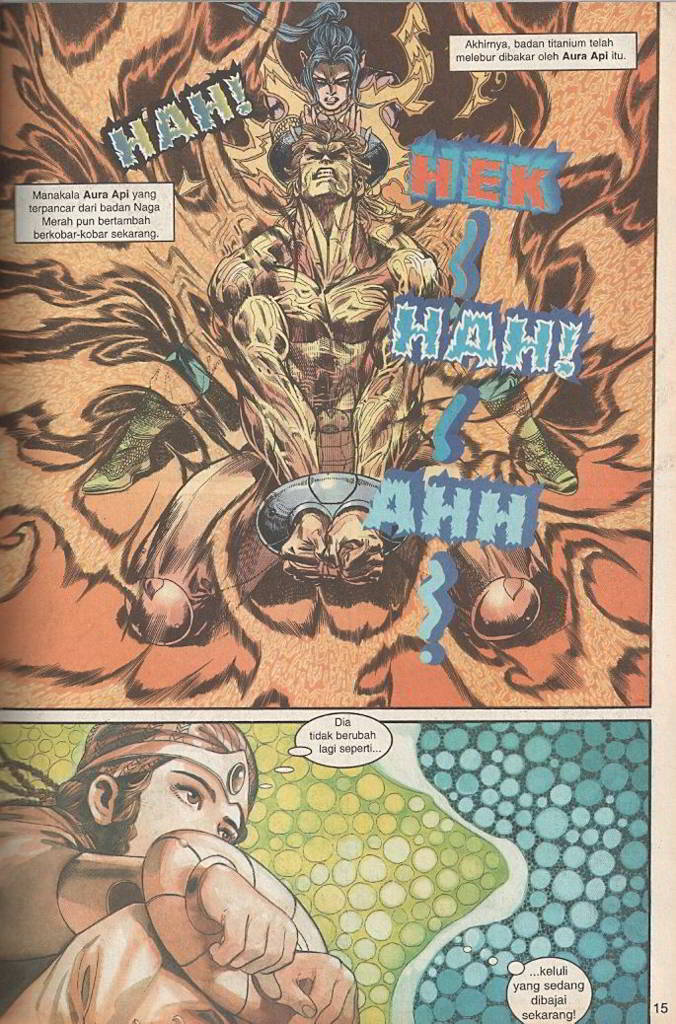 Akhirnya, badan titanium telah
melebur dibakar oleh Aura Api itu.
HAH!
HEK
Manakala Aura Api yang
terpancar dari badan Naga
Merah pun bertambah
berkobar-kobar sekarang.
HAH!
AHH
Dia
tidak berubah
lagi seperti...
...keluli
yang sedang
dibajai
sekarang!
15